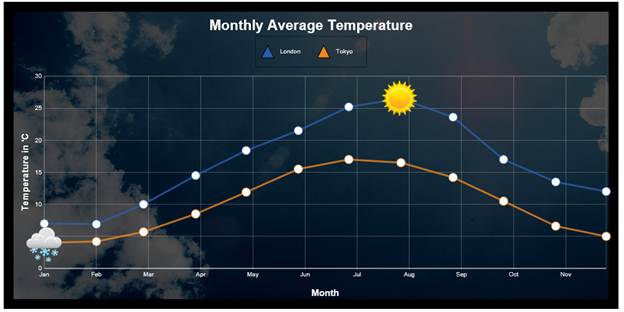 Monthly Average Temperature
London Tokyo
Temperature in °C
30
25
20
15
10
5
0
Jan Feb Mar Apr May Jun Jul Aug Sep Oct Nov
Month